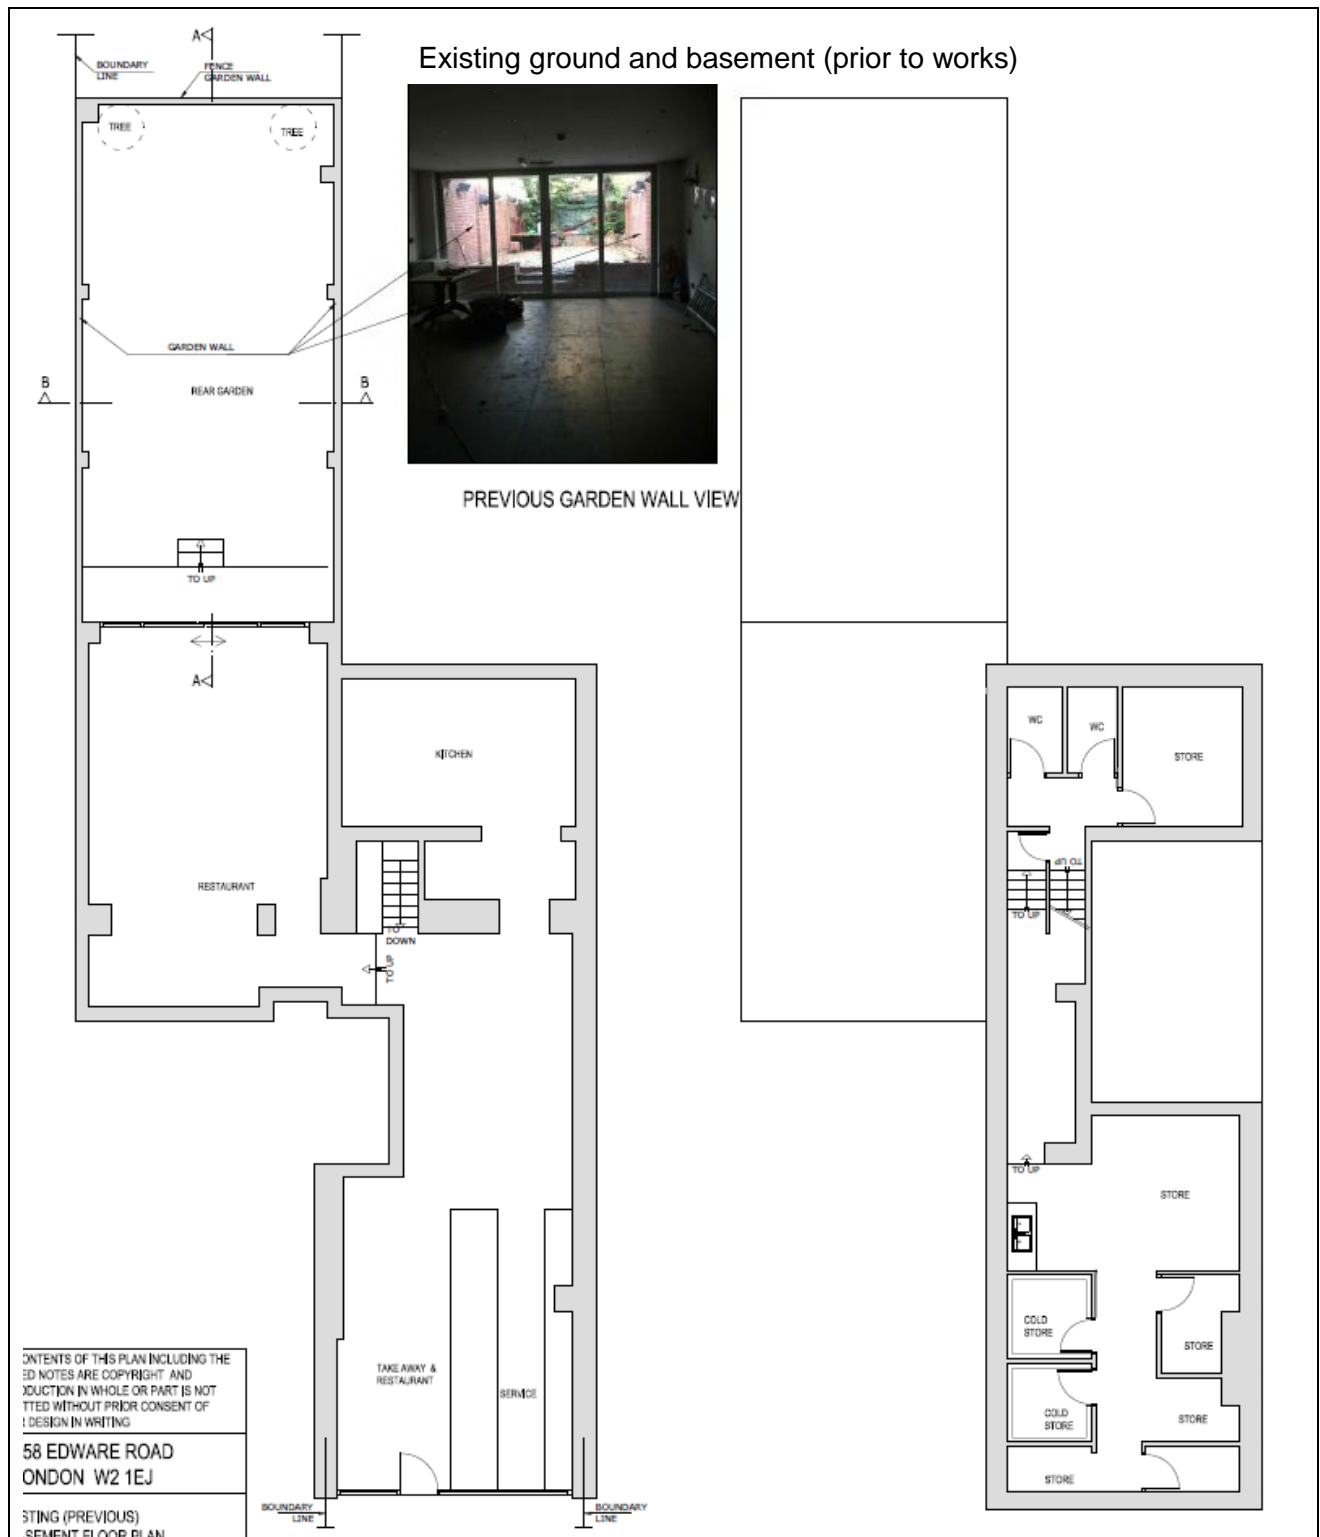 Existing ground and basement (prior to works)
A
BOUNDARY
LINE
FENCE
GARDEN WALL
TREE
TREE
GARDEN WALL
REAR GARDEN
B
B
PREVIOUS GARDEN WALL VIEW
TO UP
A
KITCHEN
RESTAURANT
TO
DOWN
TO UP
TAKE AWAY &
RESTAURANT
SERVICE
BOUNDARY
LINE
BOUNDARY
LINE
WC
WC
STORE
TO UP
TO UP
TO UP
STORE
COLD
STORE
STORE
COLD
STORE
STORE
STORE
ONTENTS OF THIS PLAN INCLUDING THE
ED NOTES ARE COPYRIGHT AND
DUCTION IN WHOLE OR PART IS NOT
TTED WITHOUT PRIOR CONSENT OF
DESIGN IN WRITING
58 EDWARE ROAD
ONDON W2 1EJ
STING (PREVIOUS)
SEMENT FLOOR PLAN